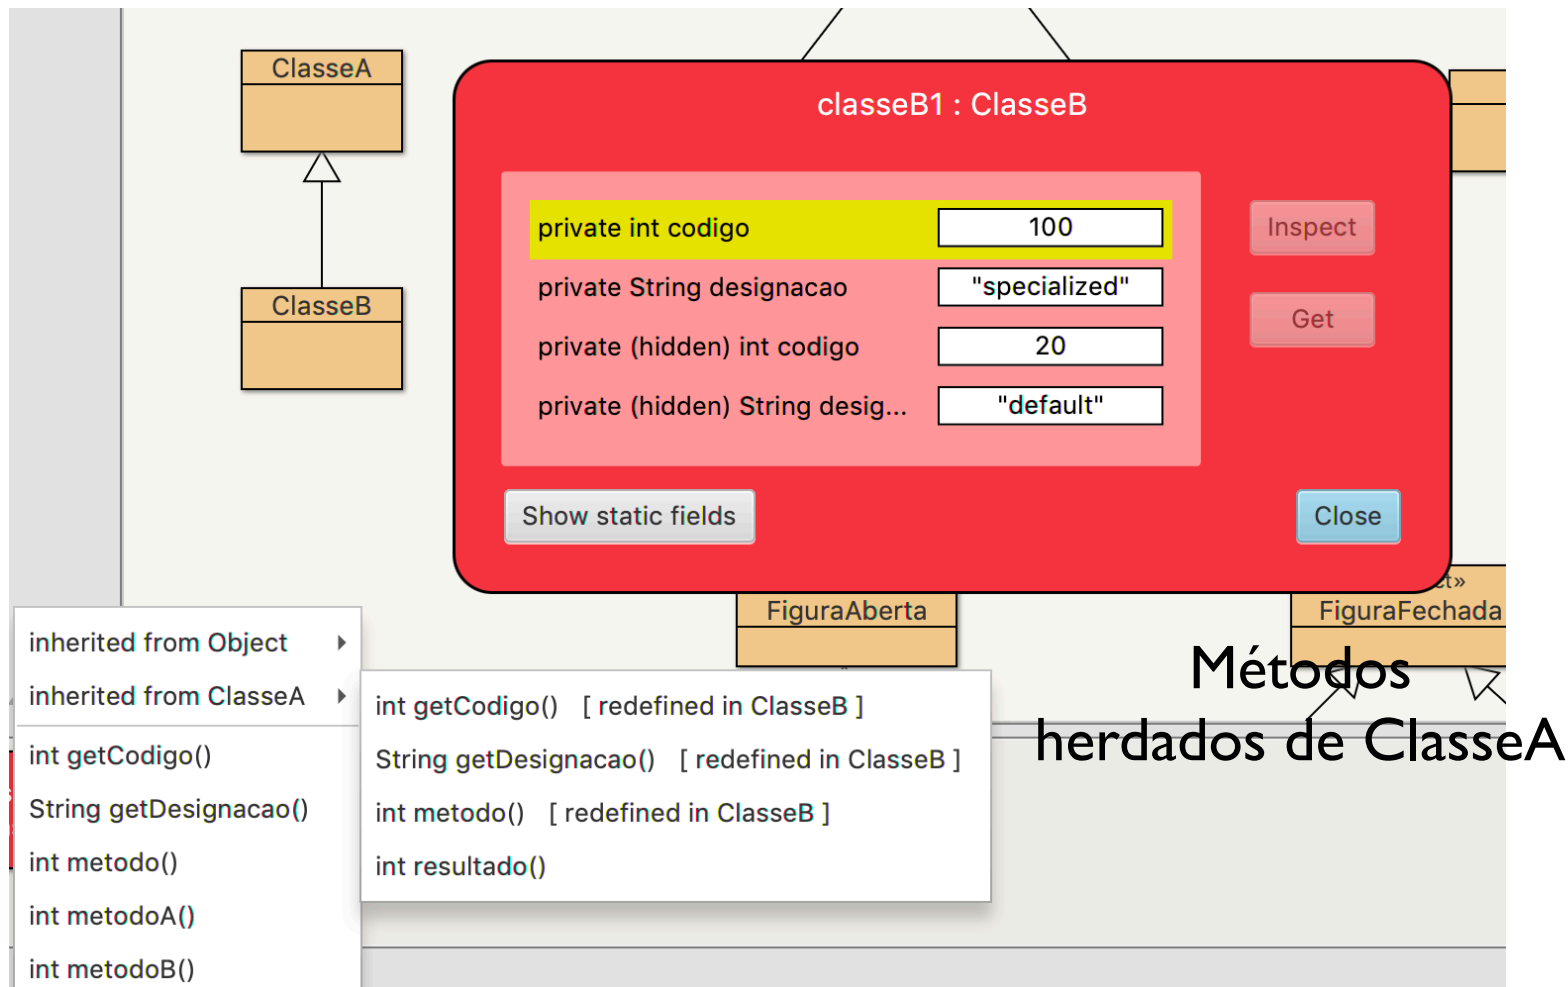 ClasseA
classeB1 : ClasseB
private int codigo 100
Inspect
private String designacao "specialized"
ClasseB
Get
private (hidden) int codigo 20
private (hidden) String desig... "default"
Show static fields
Close
FiguraAberta
FiguraFechada
inherited from Object
inherited from ClasseA
Métodos
herdados de ClasseA
int getCodigo() [ redefined in ClasseB ]
String getDesignacao() [ redefined in ClasseB ]
int metodo() [ redefined in ClasseB ]
int resultado()
int getCodigo()
String getDesignacao()
int metodo()
int metodoA()
int metodoB()